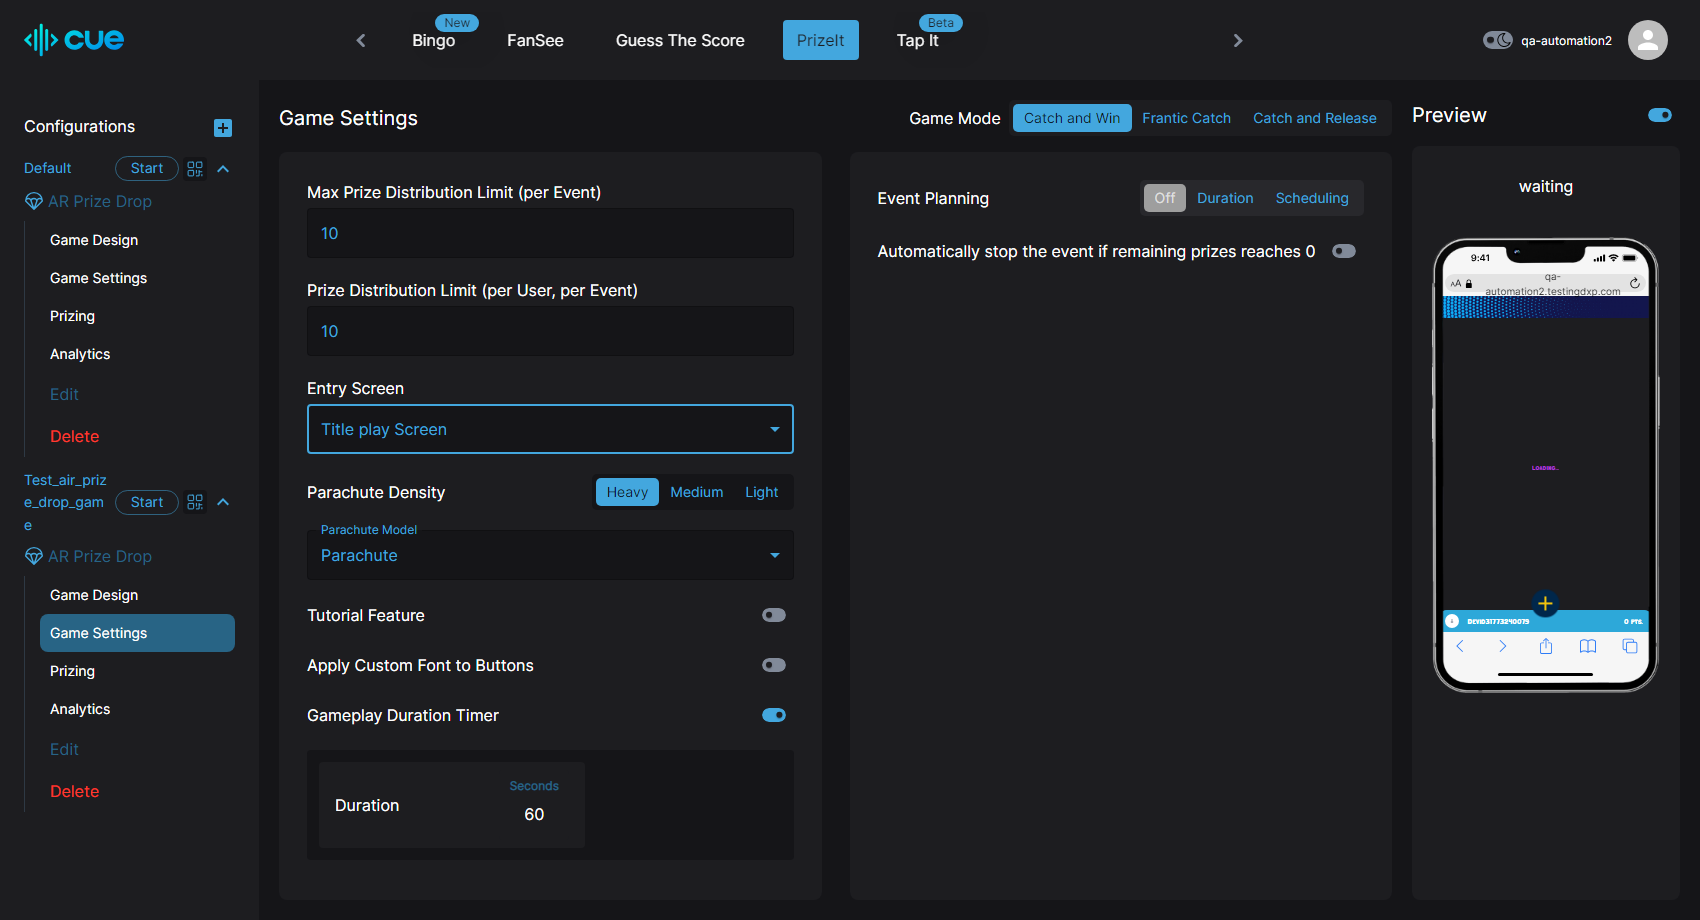 cue
New
Bingo
FanSee
Guess The Score
PrizeIt
Beta
Tap It
qa-automation2
Configurations
Default
Start
AR Prize Drop
Game Design
Game Settings
Prizing
Analytics
Edit
Delete
Test_air_priz
e_drop_gam
e
Start
AR Prize Drop
Game Design
Game Settings
Prizing
Analytics
Edit
Delete
Game Settings
Game Mode
Catch and Win
Frantic Catch
Catch and Release
Max Prize Distribution Limit (per Event)
10
Prize Distribution Limit (per User, per Event)
10
Entry Screen
Title play Screen
Parachute Density
Heavy
Medium
Light
Parachute Model
Parachute
Tutorial Feature
Apply Custom Font to Buttons
Gameplay Duration Timer
Duration
Seconds
60
Event Planning
Off
Duration
Scheduling
Automatically stop the event if remaining prizes reaches 0
Preview
waiting
9:41
AA
qa-
automation2.testingdxp.com
LOADING..
DEVID31773240079
0 PTS.